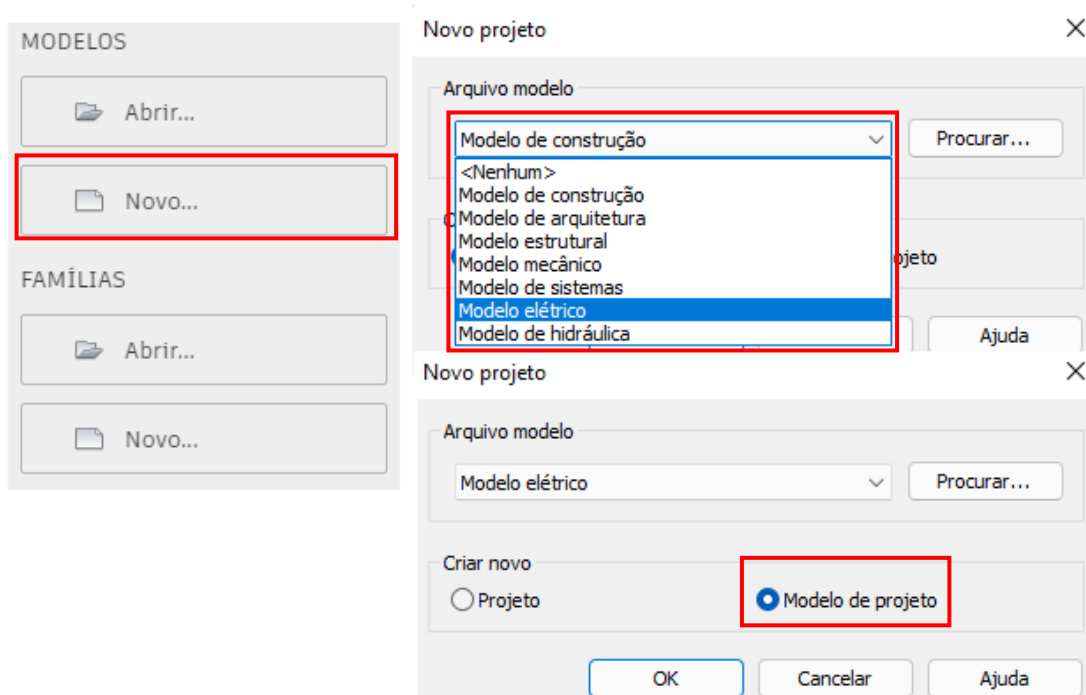 MODELOS
Abrir...
Novo...
FAMÍLIAS
Abrir...
Novo...
Novo projeto
Arquivo modelo
Modelo de construção
Procurar...
<Nenhum>
Modelo de construção
Modelo de arquitetura
Modelo estrutural
Modelo mecânico
ojeto
Modelo de sistemas
Modelo elétrico
Modelo de hidráulica
Ajuda
Novo projeto
Arquivo modelo
Modelo elétrico
Procurar...
Criar novo
Projeto
Modelo de projeto
OK
Cancelar
Ajuda